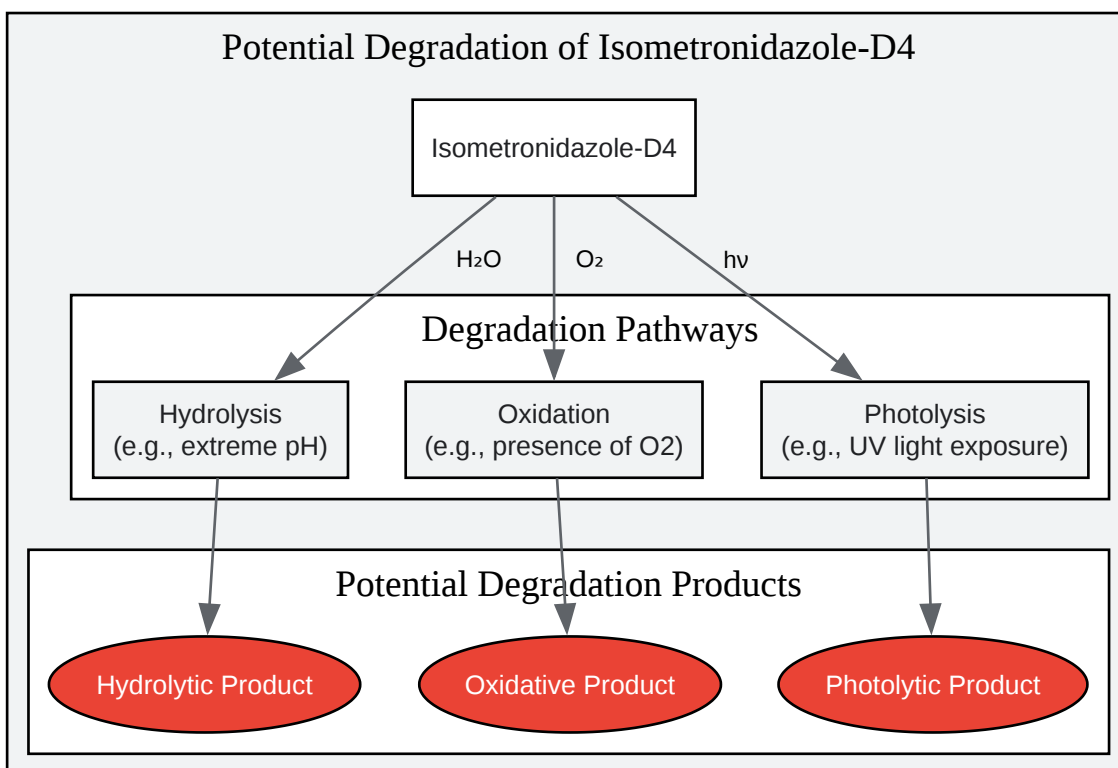 Potential Degradation of Isometronidazole-D4
Isometronidazole-D4
H₂O
O₂
hν
Degradation Pathways
Hydrolysis
(e.g., extreme pH)
Oxidation
(e.g., presence of O2)
Photolysis
(e.g., UV light exposure)
Potential Degradation Products
Hydrolytic Product
Oxidative Product
Photolytic Product